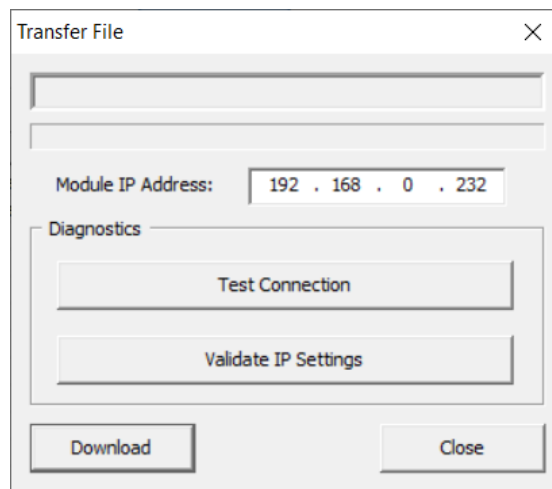 Transfer File
Module IP Address: 192 . 168 . 0 . 232
Diagnostics
Test Connection
Validate IP Settings
Download Close